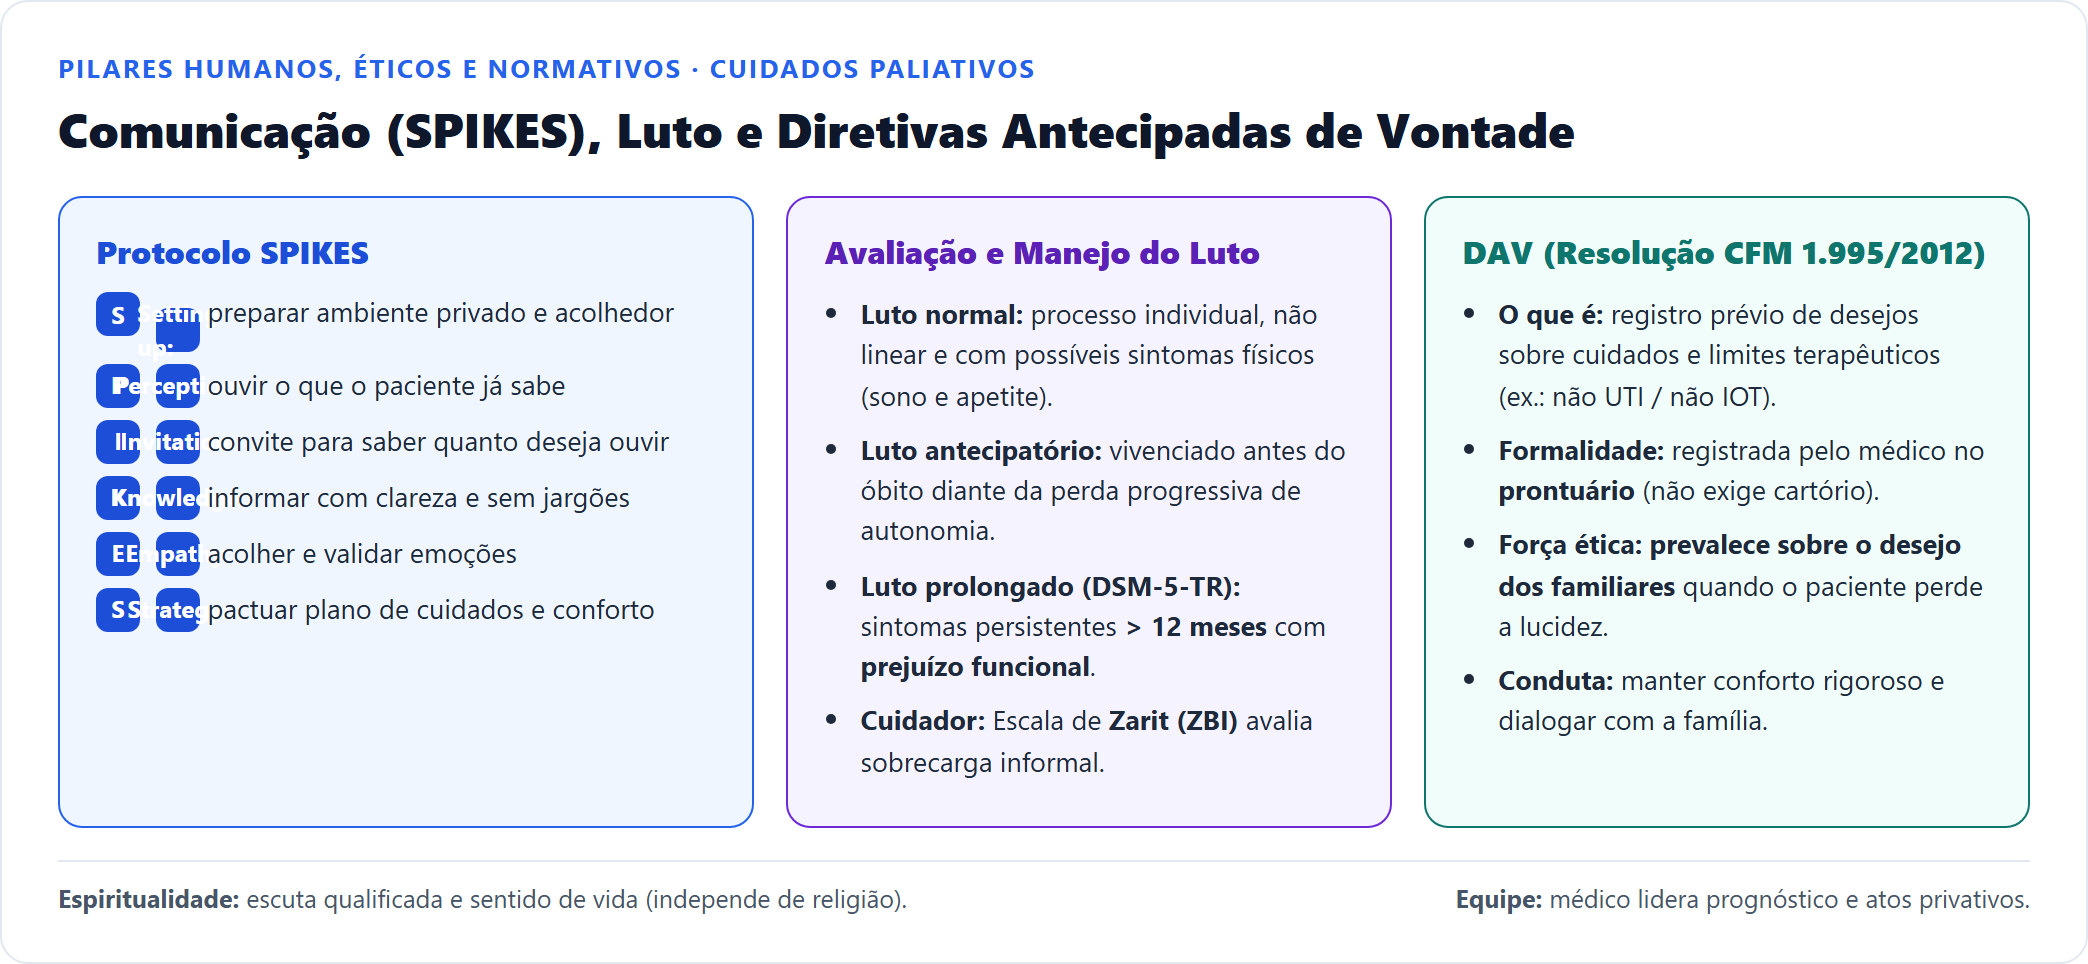 PILARES HUMANOS, ÉTICOS E NORMATIVOS · CUIDADOS PALIATIVOS
Comunicação (SPIKES), Luto e Diretivas Antecipadas de Vontade
Protocolo SPIKES
S Settin up: preparar ambiente privado e acolhedor
P Percepti ouvir o que o paciente já sabe
I Invitati convite para saber quanto deseja ouvir
K Knowled informar com clareza e sem jargões
E Empath acolher e validar emoções
S Strateg pactuar plano de cuidados e conforto
Avaliação e Manejo do Luto
• Luto normal: processo individual, não
linear e com possíveis sintomas físicos
(sono e apetite).
• Luto antecipatório: vivenciado antes do
óbito diante da perda progressiva de
autonomia.
• Luto prolongado (DSM-5-TR):
sintomas persistentes > 12 meses com
prejuízo funcional.
• Cuidador: Escala de Zarit (ZBI) avalia
sobrecarga informal.
DAV (Resolução CFM 1.995/2012)
• O que é: registro prévio de desejos
sobre cuidados e limites terapêuticos
(ex.: não UTI / não IOT).
• Formalidade: registrada pelo médico no
prontuário (não exige cartório).
• Força ética: prevalece sobre o desejo
dos familiares quando o paciente perde
a lucidez.
• Conduta: manter conforto rigoroso e
dialogar com a família.
Espiritualidade: escuta qualificada e sentido de vida (independe de religião).
Equipe: médico lidera prognóstico e atos privativos.